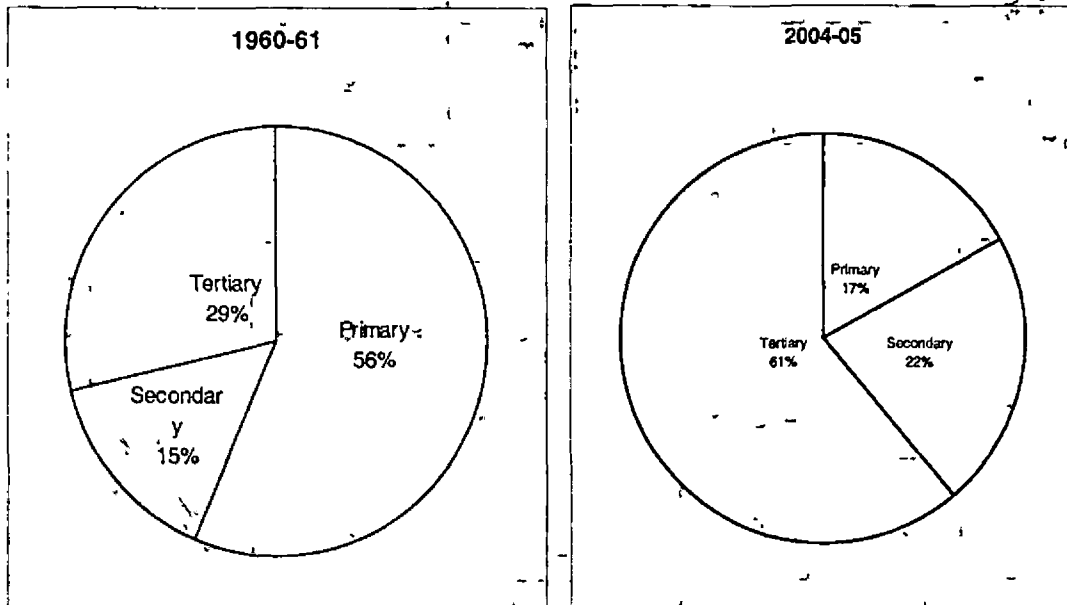 1960-61
Tertiary
29%
Primary
56%
Secondar
y
15%
2004-05
Primary
17%
Tertiary
61%
Secondary
22%